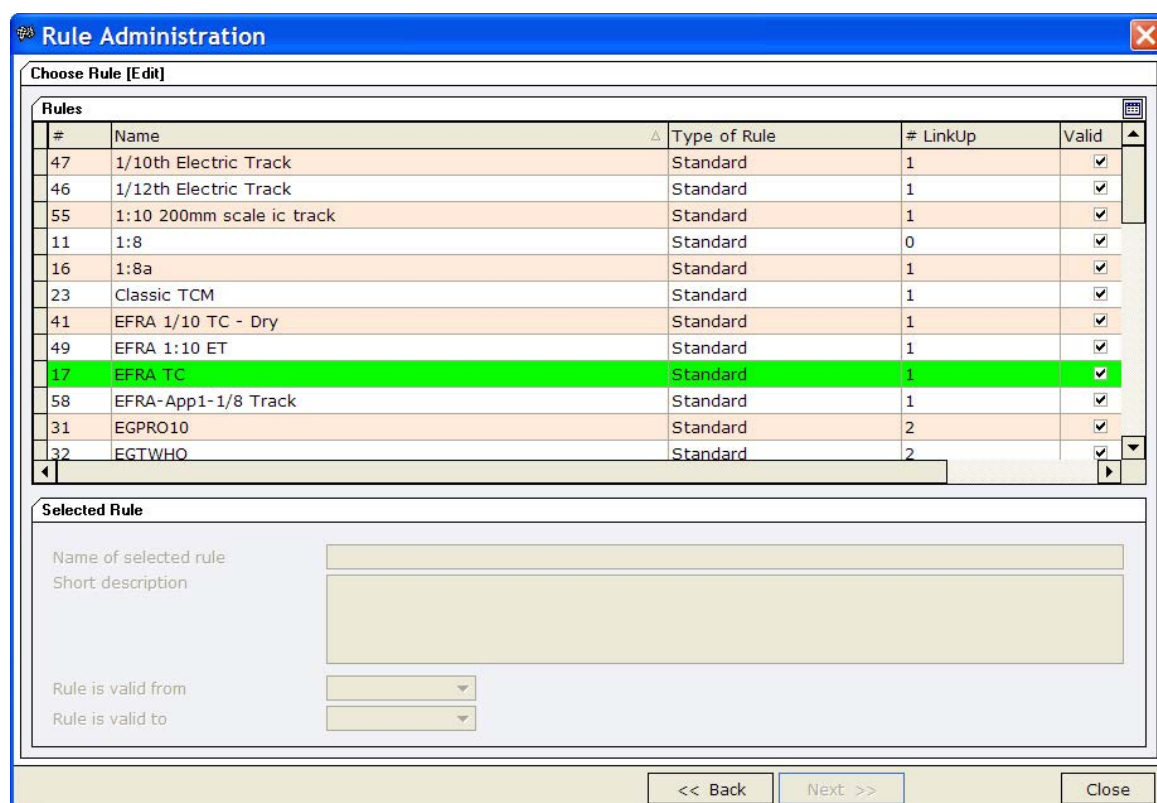 Rule Administration
Choose Rule [Edit]
Rules
# Name Type of Rule # LinkUp Valid
47 1/10th Electric Track Standard 1
46 1/12th Electric Track Standard 1
55 1:10 200mm scale ic track Standard 1
11 1:8 Standard 0
16 1:8a Standard 1
23 Classic TCM Standard 1
41 EFRA 1/10 TC - Dry Standard 1
49 EFRA 1:10 ET Standard 1
17 EFRA TC Standard 1
58 EFRA-App1-1/8 Track Standard 1
31 EGPRO10 Standard 2
32 EGTWHO Standard 2
Selected Rule
Name of selected rule
Short description
Rule is valid from
Rule is valid to
<< Back Next >> Close